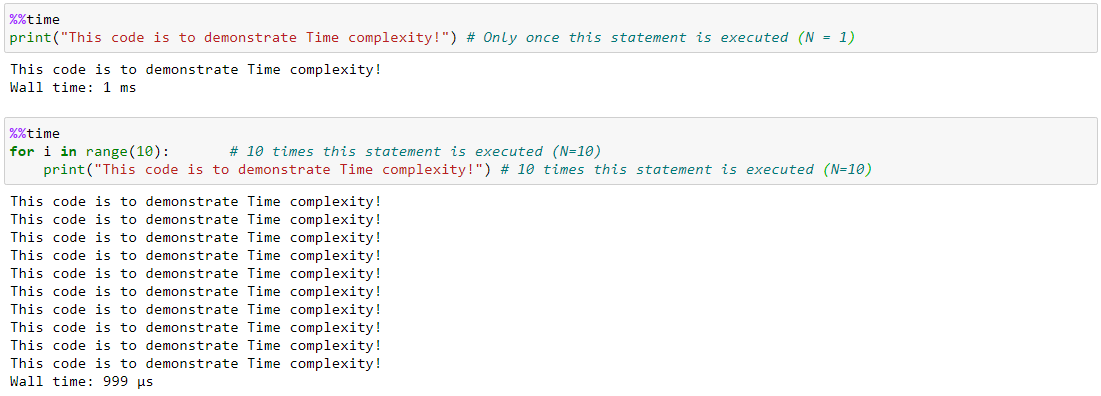 %%time
print("This code is to demonstrate Time complexity!") # Only once this statement is executed (N = 1)
This code is to demonstrate Time complexity!
Wall time: 1 ms
%%time
for i in range(10):       # 10 times this statement is executed (N=10)
    print("This code is to demonstrate Time complexity!") # 10 times this statement is executed (N=10)
This code is to demonstrate Time complexity!
This code is to demonstrate Time complexity!
This code is to demonstrate Time complexity!
This code is to demonstrate Time complexity!
This code is to demonstrate Time complexity!
This code is to demonstrate Time complexity!
This code is to demonstrate Time complexity!
This code is to demonstrate Time complexity!
This code is to demonstrate Time complexity!
This code is to demonstrate Time complexity!
Wall time: 999 µs